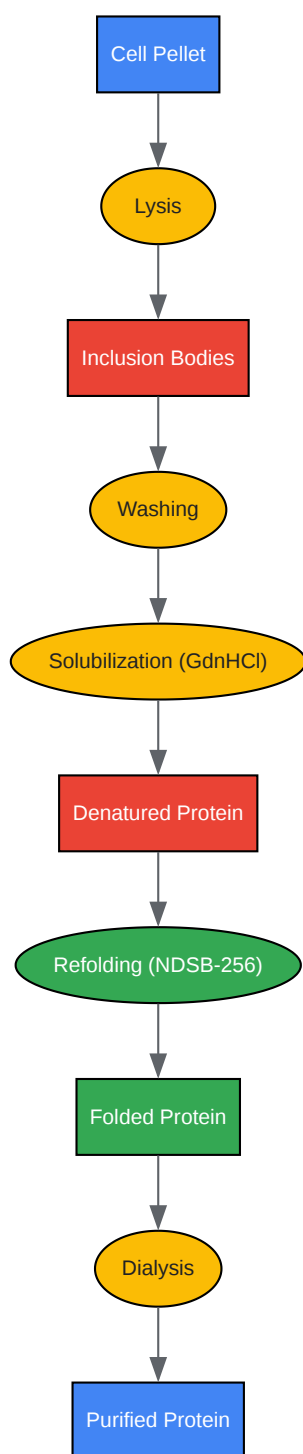 Cell Pellet
Lysis
Inclusion Bodies
Washing
Solubilization (GdnHCl)
Denatured Protein
Refolding (NDSB-256)
Folded Protein
Dialysis
Purified Protein